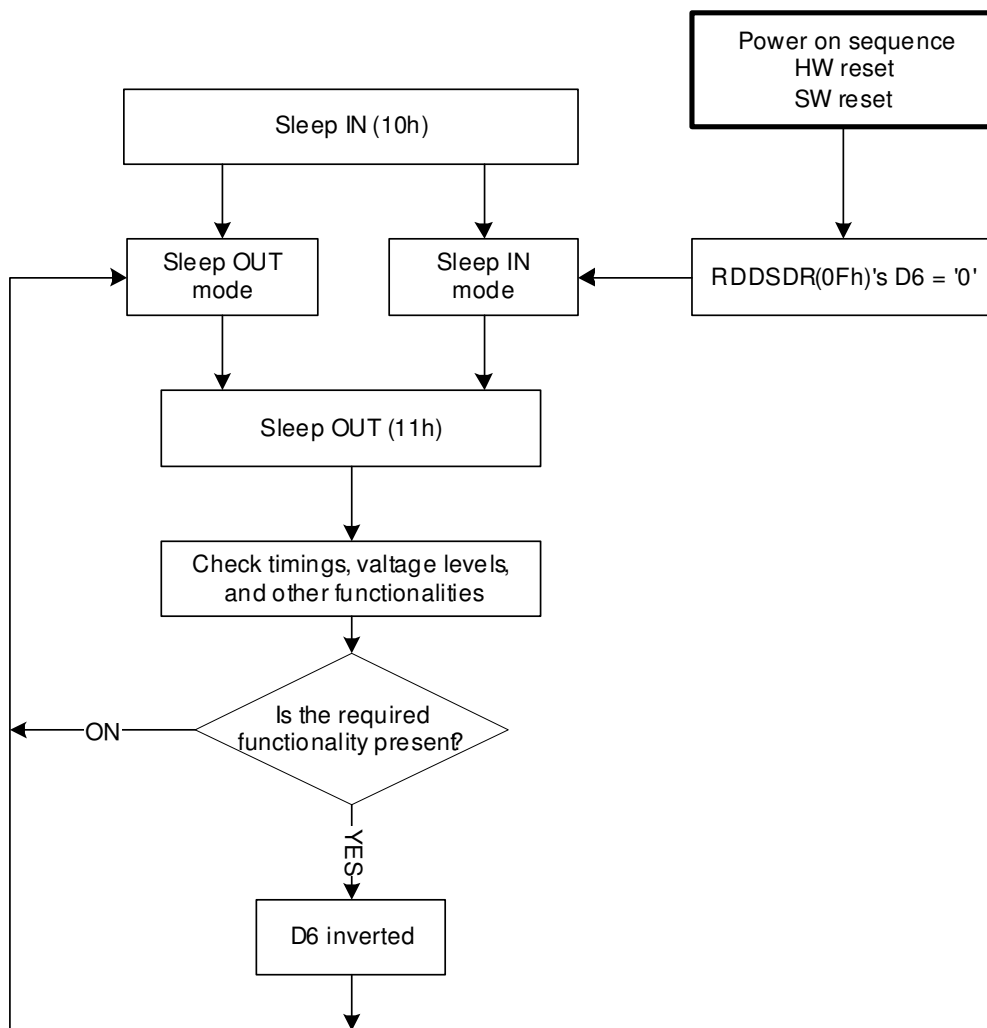 Power on sequence
HW reset
SW reset
Sleep IN (10h)
Sleep OUT
mode
Sleep IN
mode
RDDSDR(0Fh)'s D6 = '0'
Sleep OUT (11h)
Check timings, valtage levels,
and other functionalities
Is the required
functionality present?
ON
YES
D6 inverted